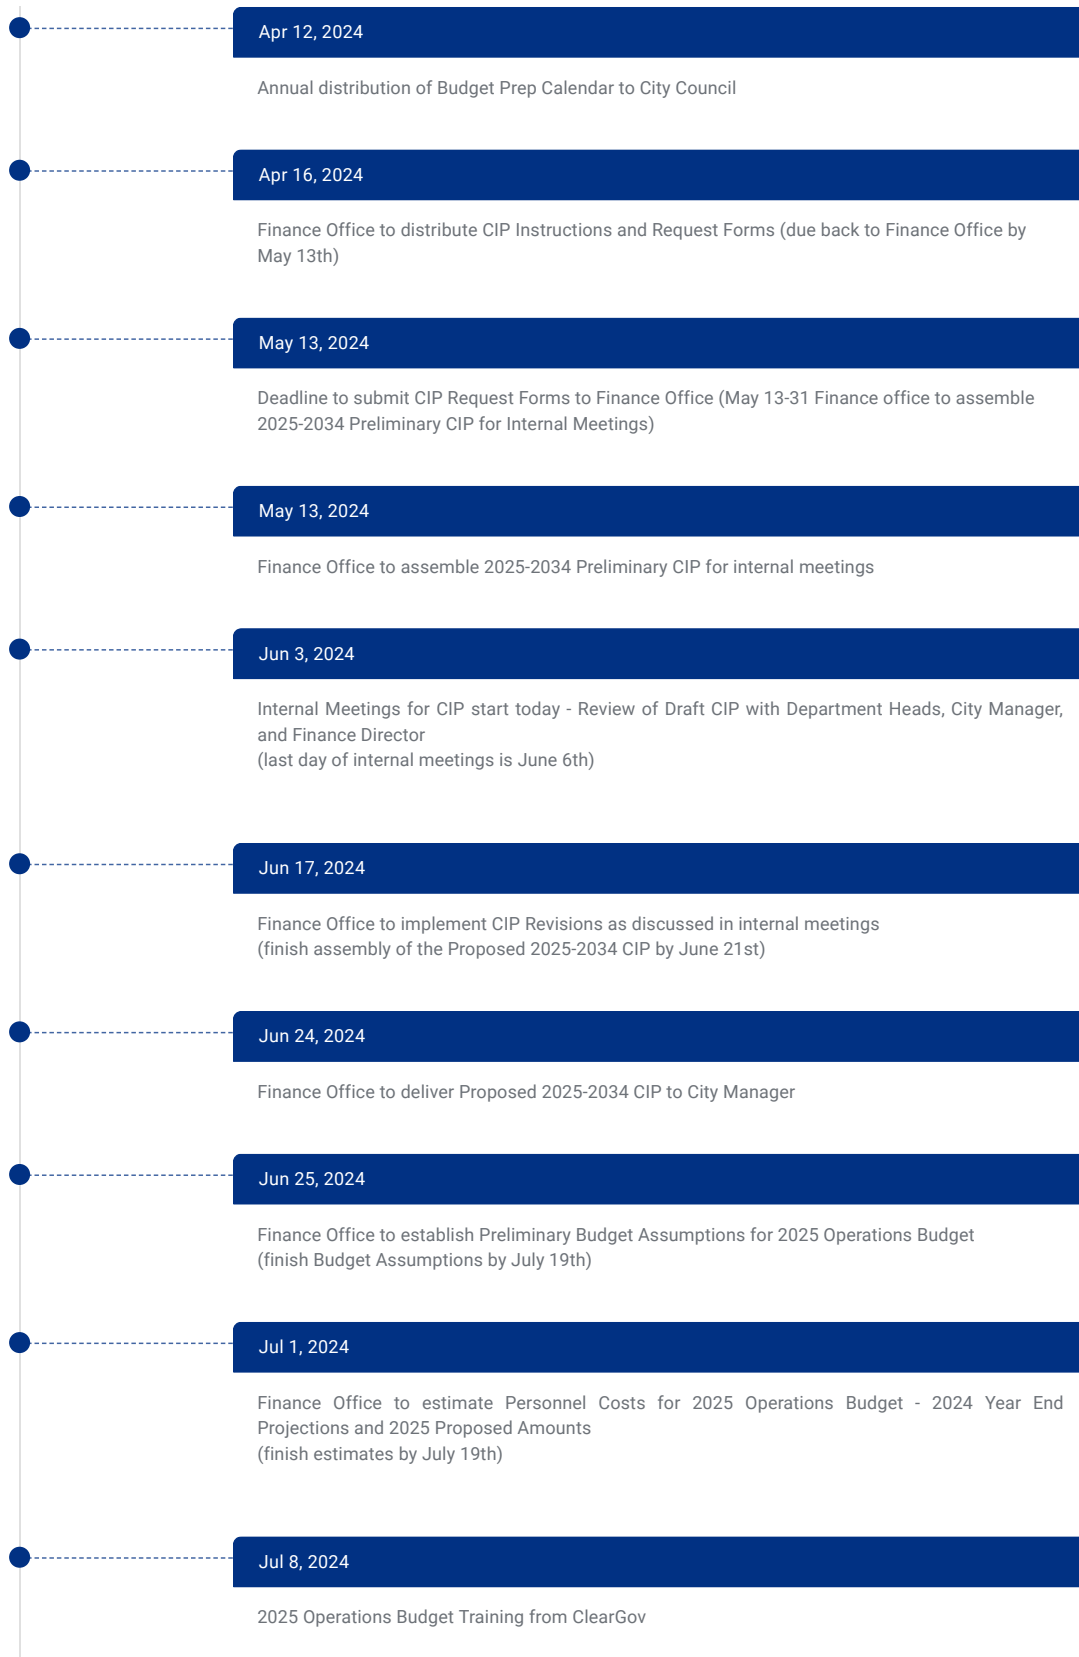 Apr 12, 2024
Annual distribution of Budget Prep Calendar to City Council
Apr 16, 2024
Finance Office to distribute CIP Instructions and Request Forms (due back to Finance Office by
May 13th)
May 13, 2024
Deadline to submit CIP Request Forms to Finance Office (May 13-31 Finance office to assemble
2025-2034 Preliminary CIP for Internal Meetings)
May 13, 2024
Finance Office to assemble 2025-2034 Preliminary CIP for internal meetings
Jun 3, 2024
Internal Meetings for CIP start today - Review of Draft CIP with Department Heads, City Manager,
and Finance Director
(last day of internal meetings is June 6th)
Jun 17, 2024
Finance Office to implement CIP Revisions as discussed in internal meetings
(finish assembly of the Proposed 2025-2034 CIP by June 21st)
Jun 24, 2024
Finance Office to deliver Proposed 2025-2034 CIP to City Manager
Jun 25, 2024
Finance Office to establish Preliminary Budget Assumptions for 2025 Operations Budget
(finish Budget Assumptions by July 19th)
Jul 1, 2024
Finance Office to estimate Personnel Costs for 2025 Operations Budget - 2024 Year End
Projections and 2025 Proposed Amounts
(finish estimates by July 19th)
Jul 8, 2024
2025 Operations Budget Training from ClearGov